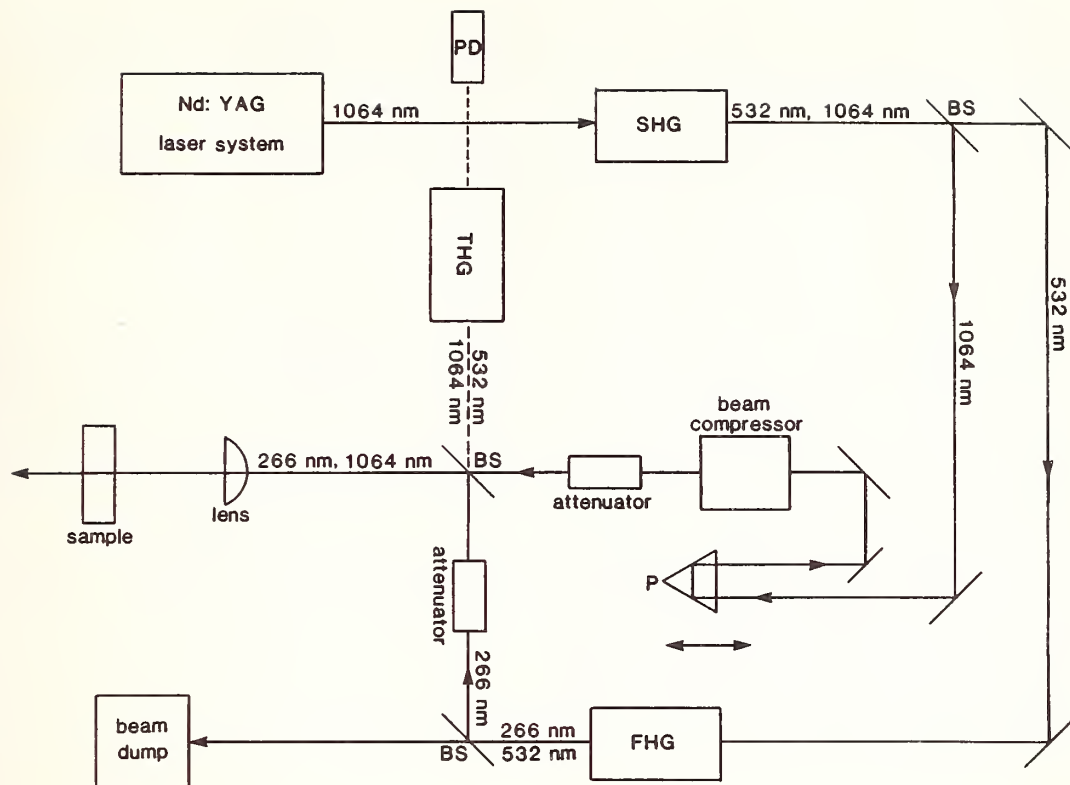 PD
Nd: YAG
laser system
1064 nm
SHG
532 nm, 1064 nm
BS
THG
532 nm
1064 nm
1064 nm
532 nm
beam
compressor
266 nm, 1064 nm
BS
attenuator
lens
sample
attenuator
P
266 nm
beam
dump
BS
266 nm
532 nm
FHG